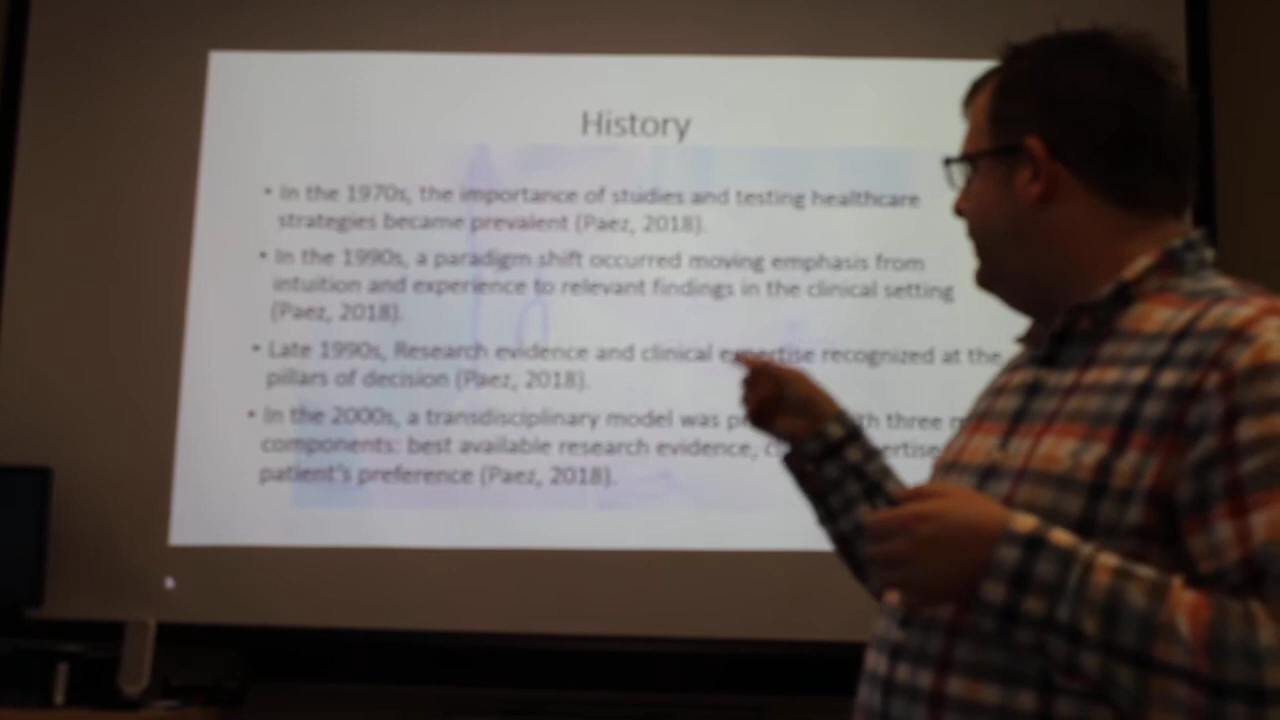 History
• In the 1970s, the importance of studies and testing healthcare
strategies became prevalent (Paez, 2018).
• In the 1990s, a paradigm shift occurred moving emphasis from
intuition and experience to relevant findings in the clinical setting
(Paez, 2018).
• Late 1990s, Research evidence and clinical expertise recognized at the
pillars of decision (Paez, 2018).
• In the 2000s, a transdisciplinary model was three
components: best available research evidence,
patient's preference (Paez, 2018).